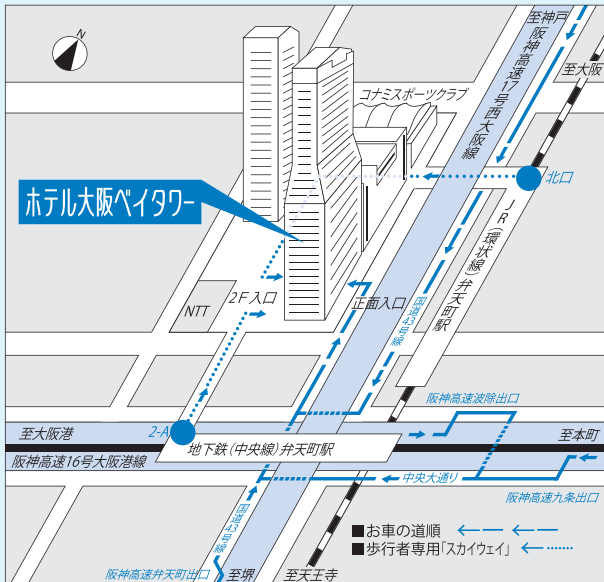 N
至神戸
阪神高速17号西大阪線
至大阪
コナミスポーツクラブ
北口
ホテル大阪ベイタワー
JR(環状線)弁天町駅
NTT
2F入口
正面入口
国道43号線
阪神高速波除出口
2-A
至大阪港
地下鉄(中央線)弁天町駅
至本町
阪神高速16号大阪港線
中央大通り
阪神高速九条出口
国道43号線
■お車の道順
■歩行者専用「スカイウェイ」
阪神高速弁天町出口
至堺
至天王寺